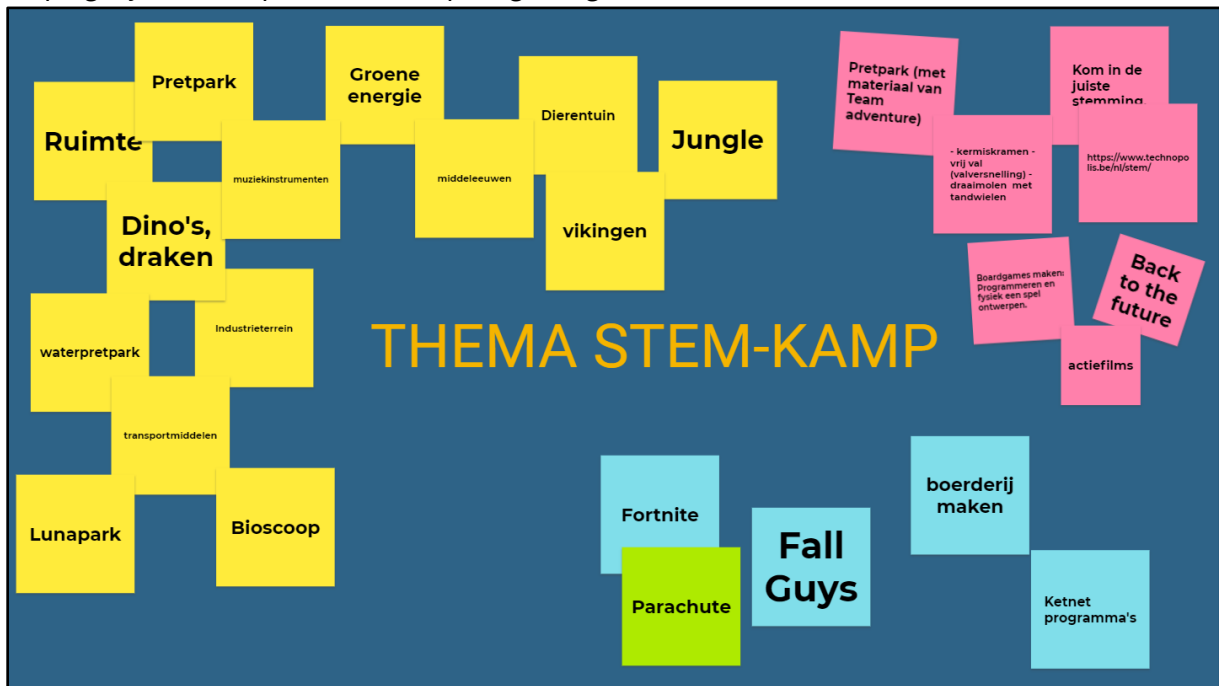 Pretpark
Ruimte
Groene
energie
Dierentuin
Jungle
muziekinstrumenten
middeleeuwen
vikingen
Dino's,
draken
Industrieterrein
waterpretpark
transportmiddelen
Lunapark
Bioscoop
THEMA STEM-KAMP
Pretpark (met
materiaal van
Team
adventure)
Kom in de
juiste
stemming.
- kermiskramen -
vrij val
(valversnelling) -
draaimolen met
tandwielen
https://www.technopo
lis.be/nl/stem/
Boardgames maken:
Programmeren en
fysiek een spel
ontwerpen.
Back
to the
future
actiefilms
Fortnite
Parachute
Fall
Guys
boerderij
maken
Ketnet
programma's